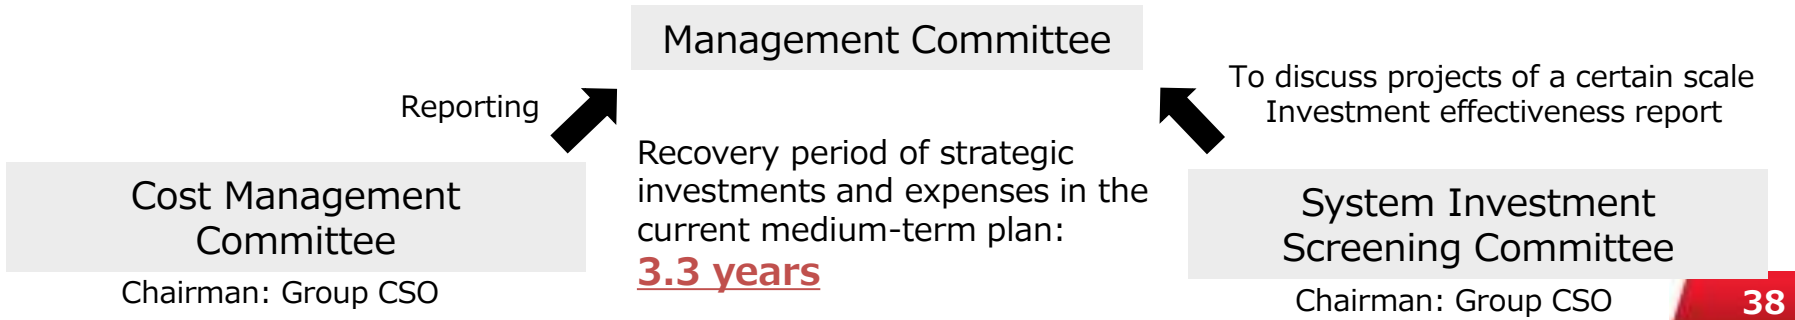 Management Committee
Reporting
To discuss projects of a certain scale
Investment effectiveness report
Cost Management
Committee
Chairman: Group CSO
Recovery period of strategic
investments and expenses in the
current medium-term plan:
3.3 years
System Investment
Screening Committee
Chairman: Group CSO
38